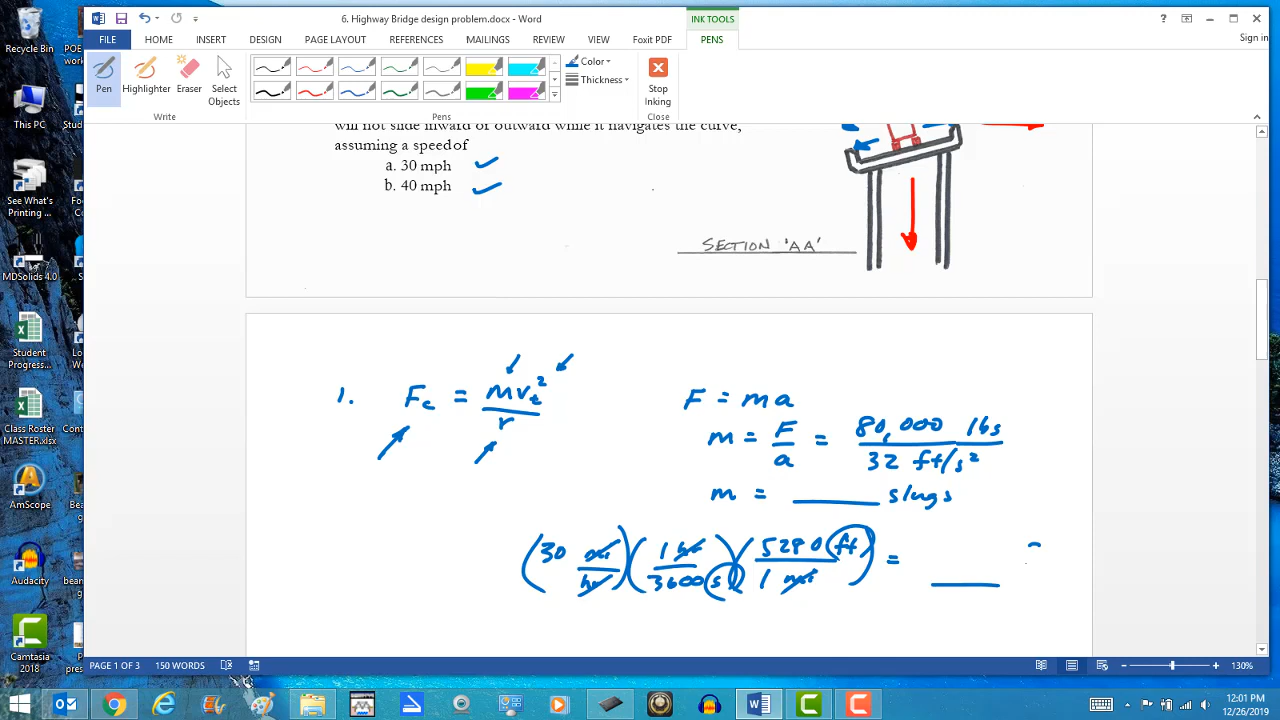 6. Highway Bridge design problem.docx - Word
INK TOOLS
Sign in
FILE HOME INSERT DESIGN PAGE LAYOUT REFERENCES MAILINGS REVIEW VIEW Foxit PDF PENS
Pen Highlighter Eraser Select Objects
Color
Thickness
Stop Inking
Write Pens Close
Recycle Bin
This PC
See What's Printing ...
MDSolids 4.0
Student Progress...
Class Roster MASTER.xlsx
AmScope
Audacity
Camtasia 2018
will not slide inward or outward while it navigates the curve,
assuming a speed of
a. 30 mph
b. 40 mph
SECTION 'AA'
1. Fc = mvt²/r
F = ma
m = F/a = 80,000 lbs / 32 ft/s²
m = ______ slugs
(30 mi/hr)(1 hr/3600 s)(5280 ft/1 mi) = ____
PAGE 1 OF 3 150 WORDS 130%
12:01 PM
12/26/2019